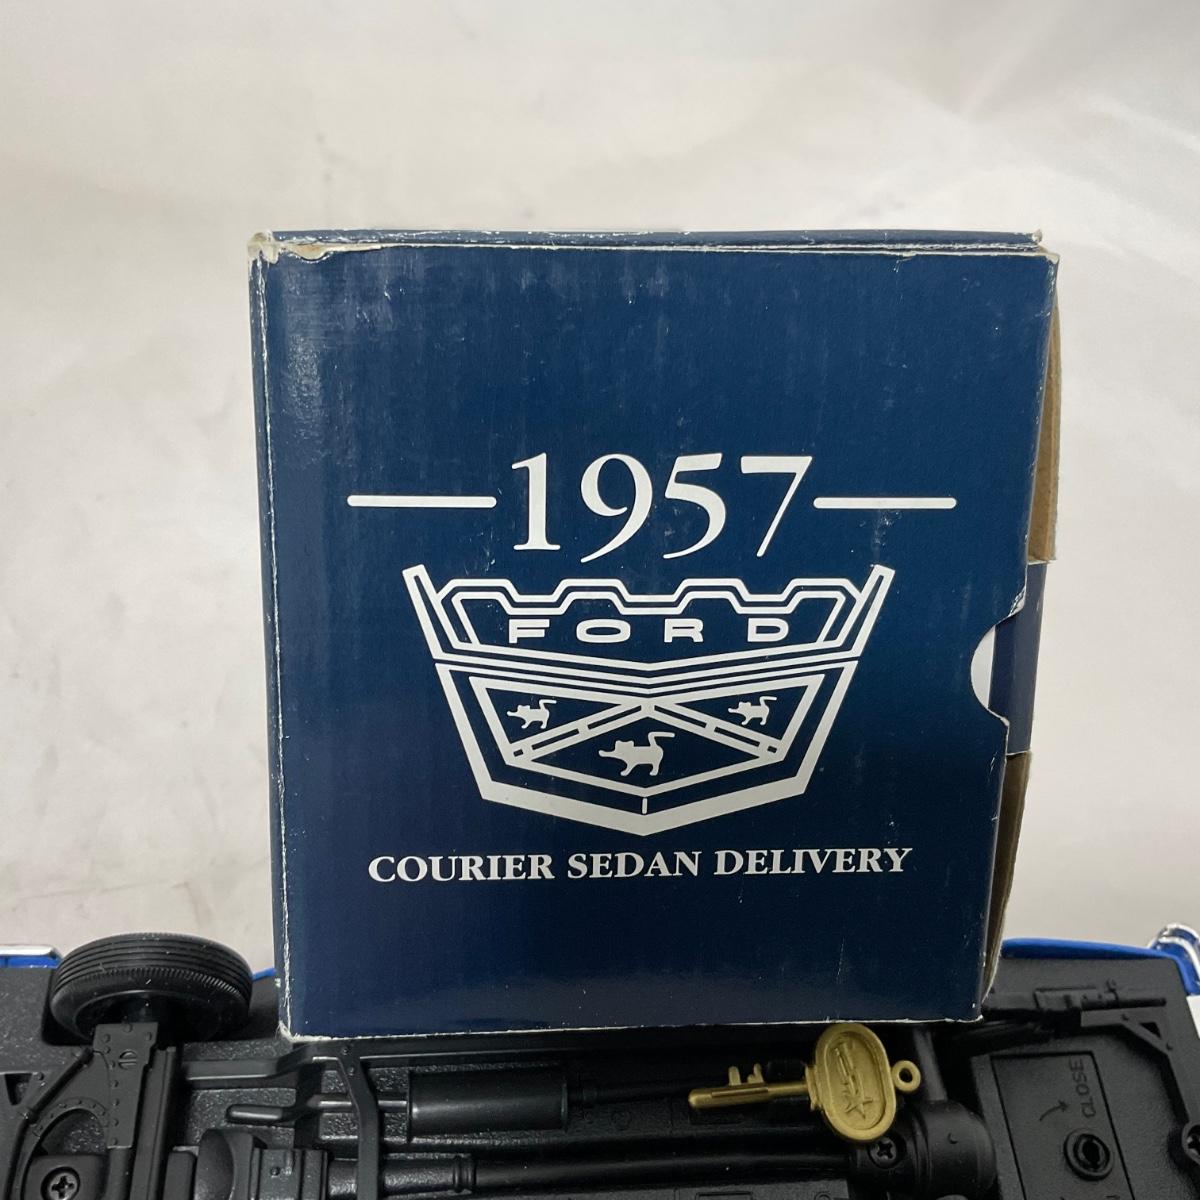 1957
FORD
COURIER SEDAN DELIVERY
CLOSE